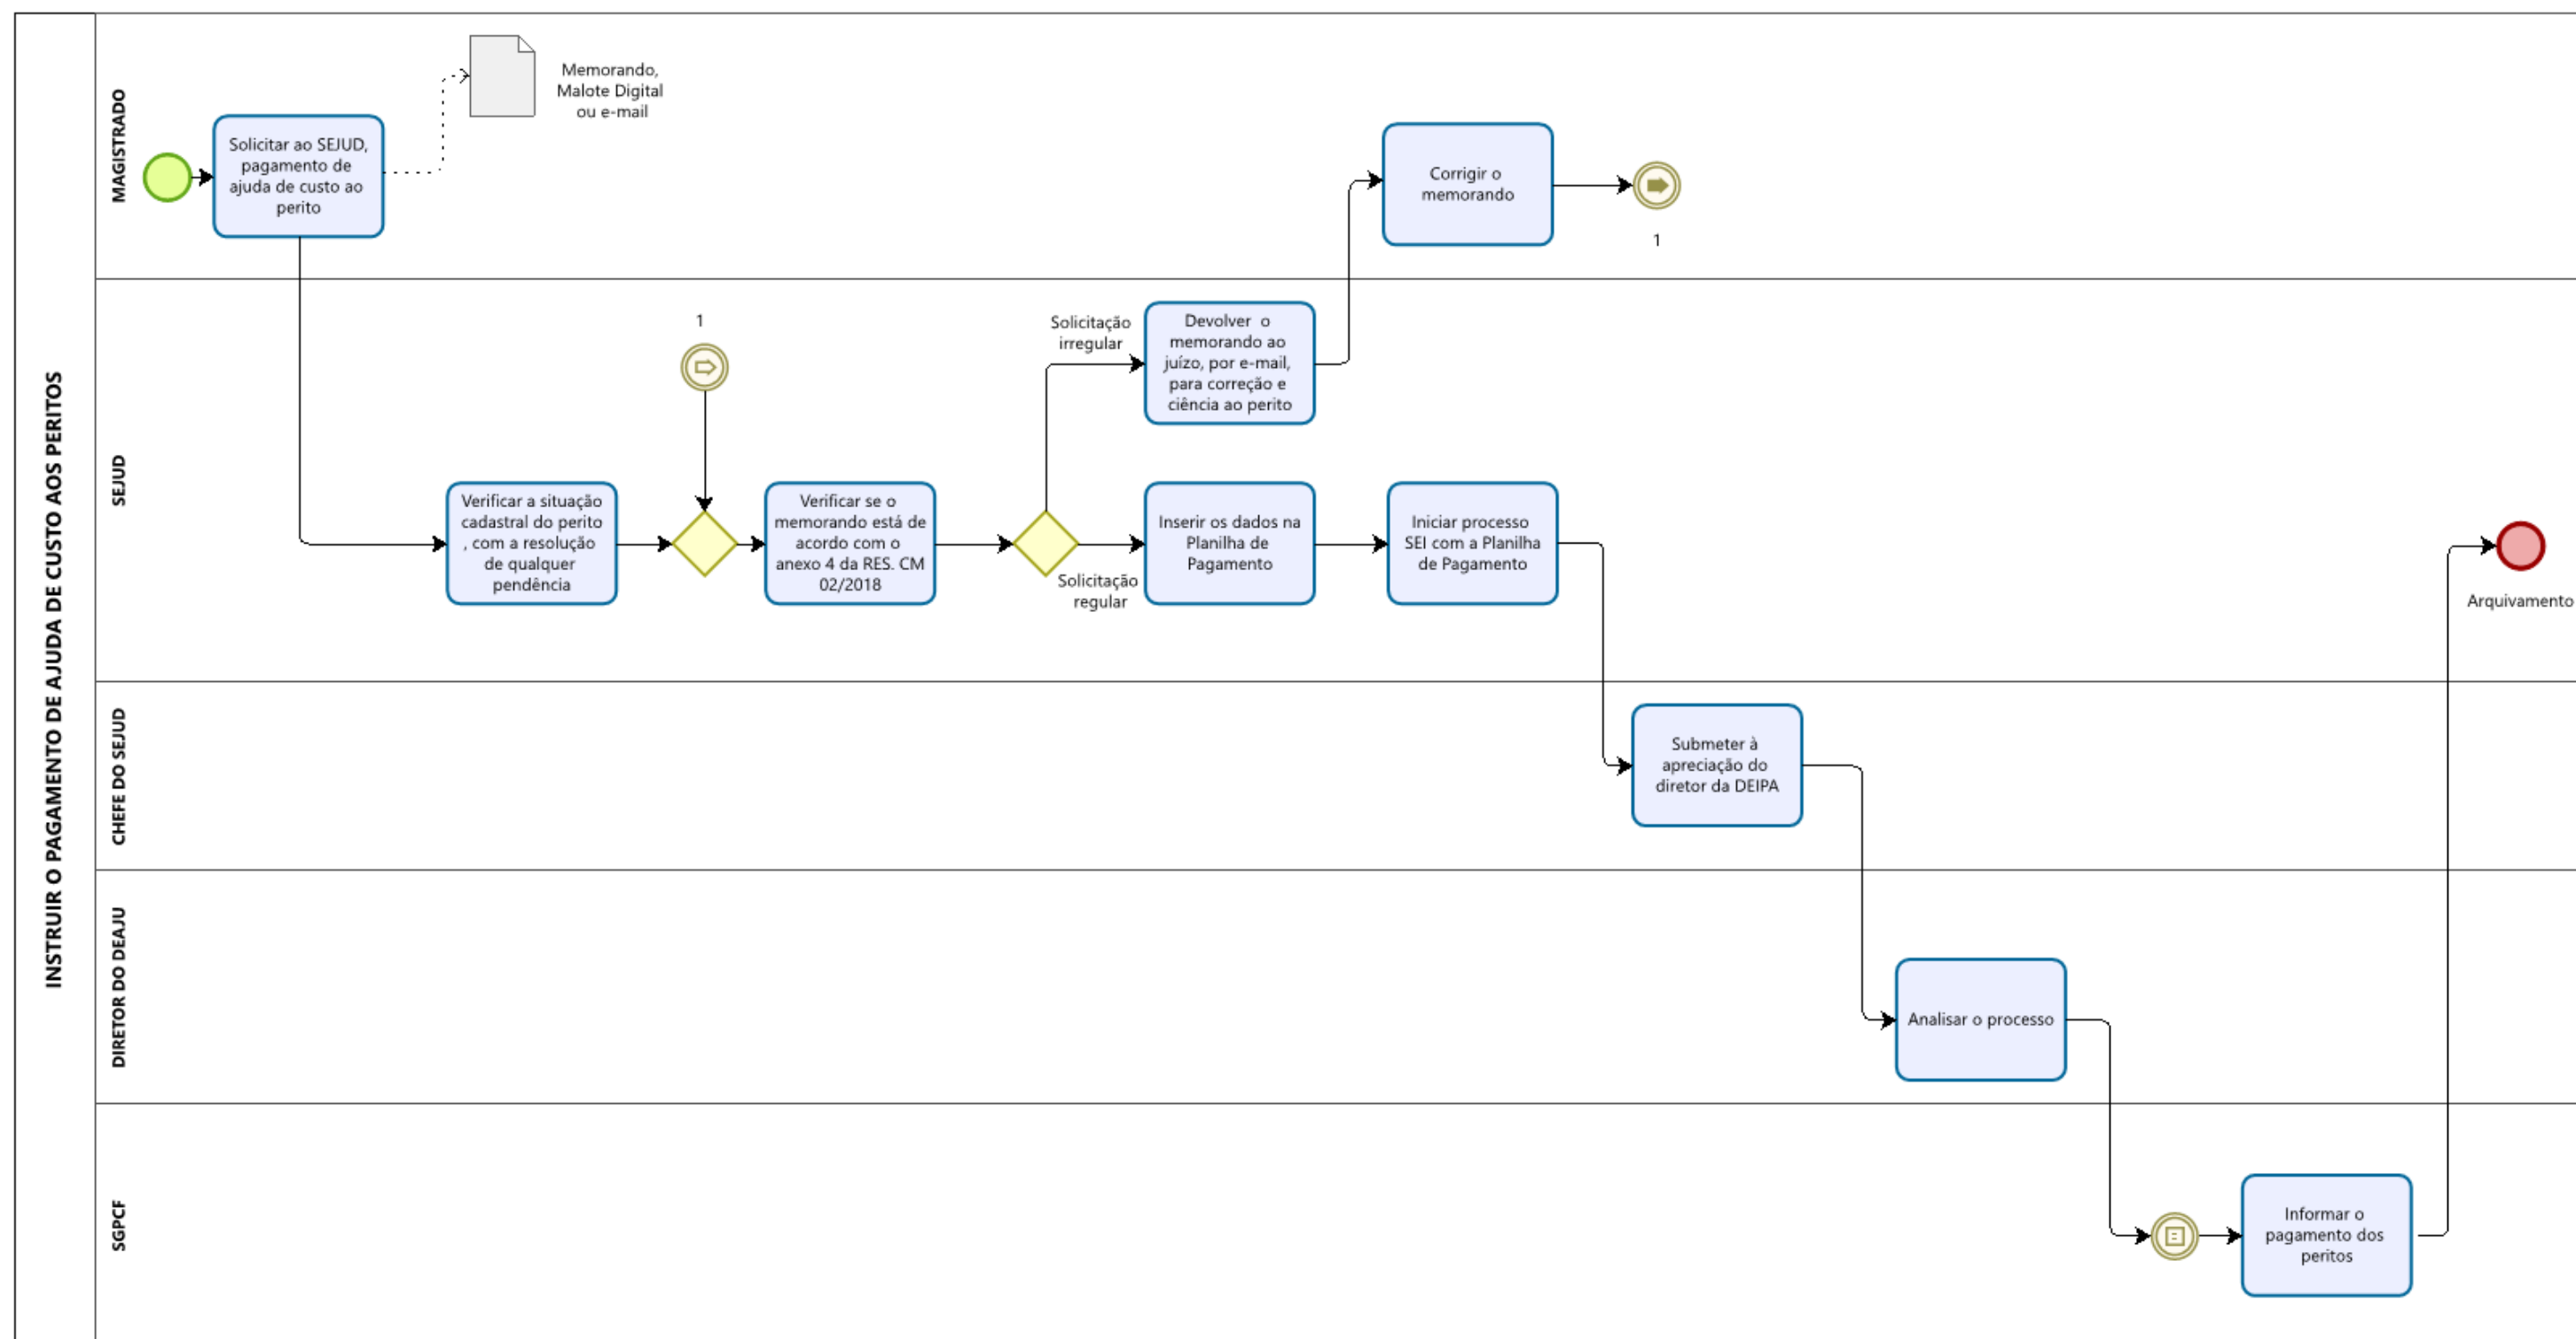 INSTRUIR O PAGAMENTO DE AJUDA DE CUSTO AOS PERITOS
MAGISTRADO
Solicitar ao SEJUD,
pagamento de
ajuda de custo ao
perito
Memorando,
Malote Digital
ou e-mail
Corrigir o
memorando
1
SEJUD
1
Verificar a situação
cadastral do perito
, com a resolução
de qualquer
pendência
Verificar se o
memorando está de
acordo com o
anexo 4 da RES. CM
02/2018
Solicitação
irregular
Devolver o
memorando ao
juízo, por e-mail,
para correção e
ciência ao perito
Solicitação
regular
Inserir os dados na
Planilha de
Pagamento
Iniciar processo
SEI com a Planilha
de Pagamento
Arquivamento
CHEFE DO SEJUD
Submeter à
apreciação do
diretor da DEIPA
DIRETOR DO DEAJU
Analisar o processo
SGPCF
Informar o
pagamento dos
peritos